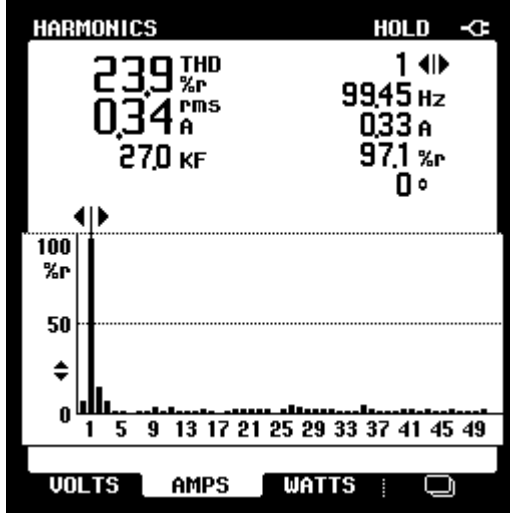 HARMONICS HOLD
23.9 THD %r
0.34 rms A
27.0 KF
1
99.45 Hz
0.33 A
97.1 %r
0 °
100
%r
50
0
1 5 9 13 17 21 25 29 33 37 41 45 49
VOLTS AMPS WATTS